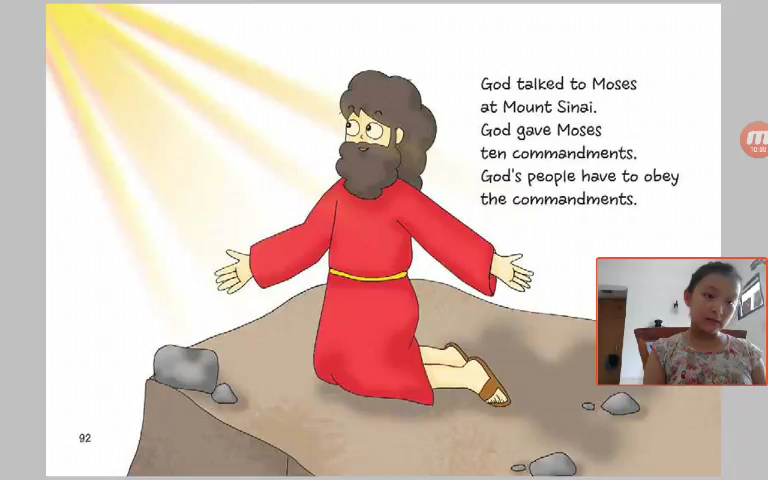 God talked to Moses
at Mount Sinai.
God gave Moses
ten commandments.
God's people have to obey
the commandments.
92